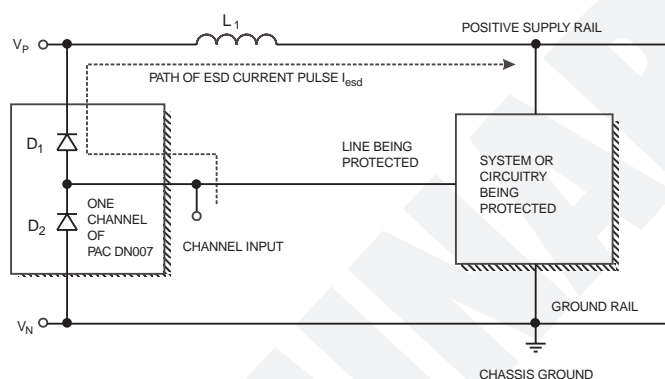 L1
POSITIVE SUPPLY RAIL
VP
PATH OF ESD CURRENT PULSE Iesd
D1
LINE BEING
PROTECTED
SYSTEM OR
CIRCUITRY
BEING
PROTECTED
ONE
CHANNEL
OF
PAC DN007
D2
CHANNEL INPUT
GROUND RAIL
VN
CHASSIS GROUND